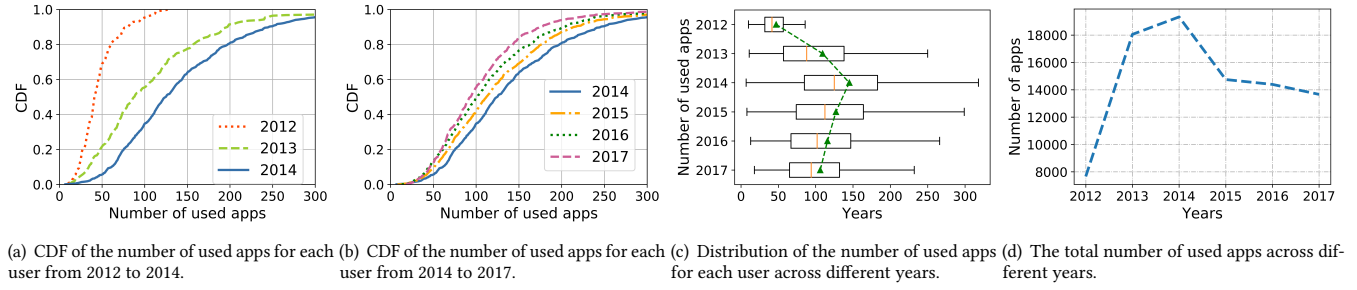 1.0
0.8
0.6
0.4
0.2
0.0
CDF
0 50 100 150 200 250 300
Number of used apps
2012
2013
2014
1.0
0.8
0.6
0.4
0.2
0.0
CDF
0 50 100 150 200 250 300
Number of used apps
2014
2015
2016
2017
Number of used apps
2012
2013
2014
2015
2016
2017
0 50 100 150 200 250 300
Years
Number of apps
18000
16000
14000
12000
10000
8000
2012 2013 2014 2015 2016 2017
Years
(a) CDF of the number of used apps for each
user from 2012 to 2014.
(b) CDF of the number of used apps for each
user from 2014 to 2017.
(c) Distribution of the number of used apps
for each user across different years.
(d) The total number of used apps across dif-
ferent years.